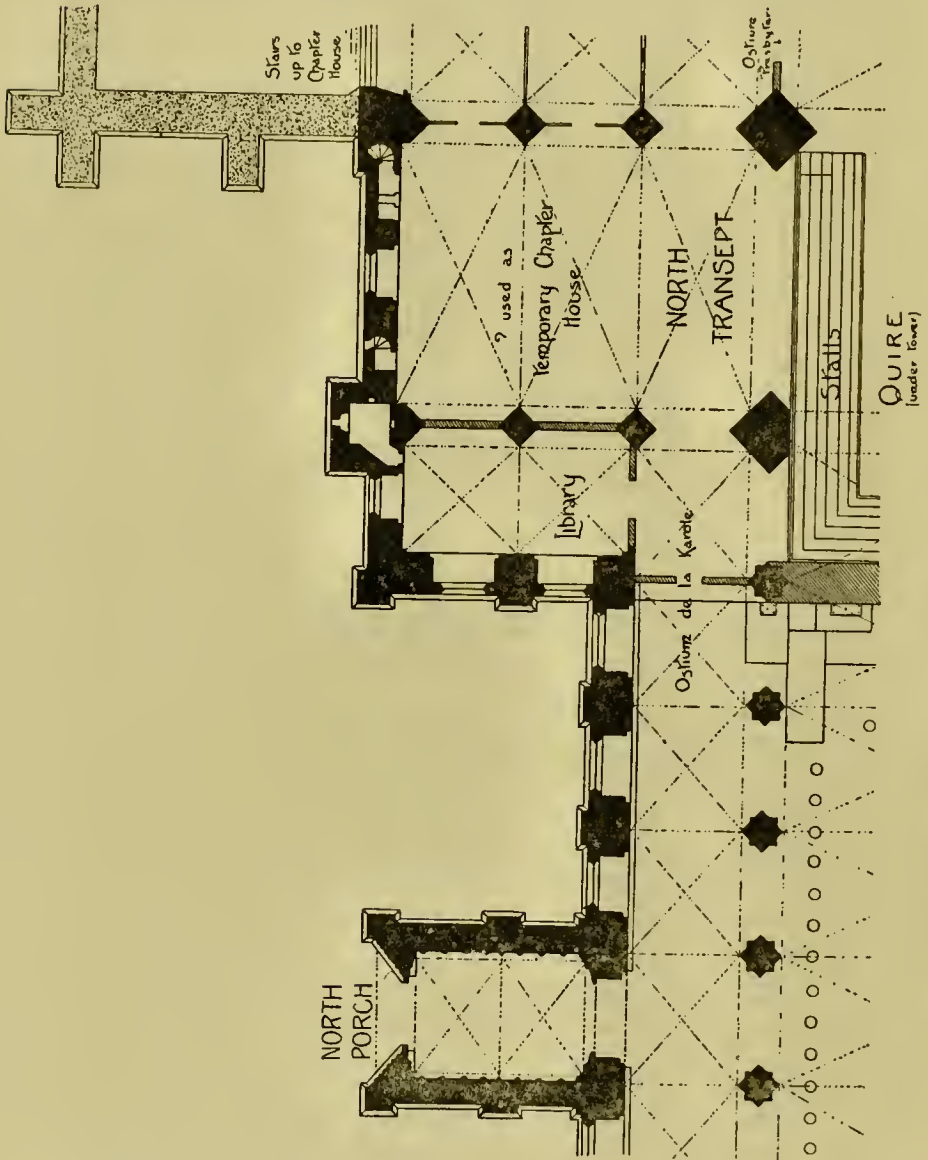 Stairs
up to
Chapter
House
Ostium
Presbyter:
? used as
Temporary Chapter
House
NORTH
TRANSEPT
Library
Ostium de la Karole
Stalls
QUIRE
(under tower)
NORTH
PORCH